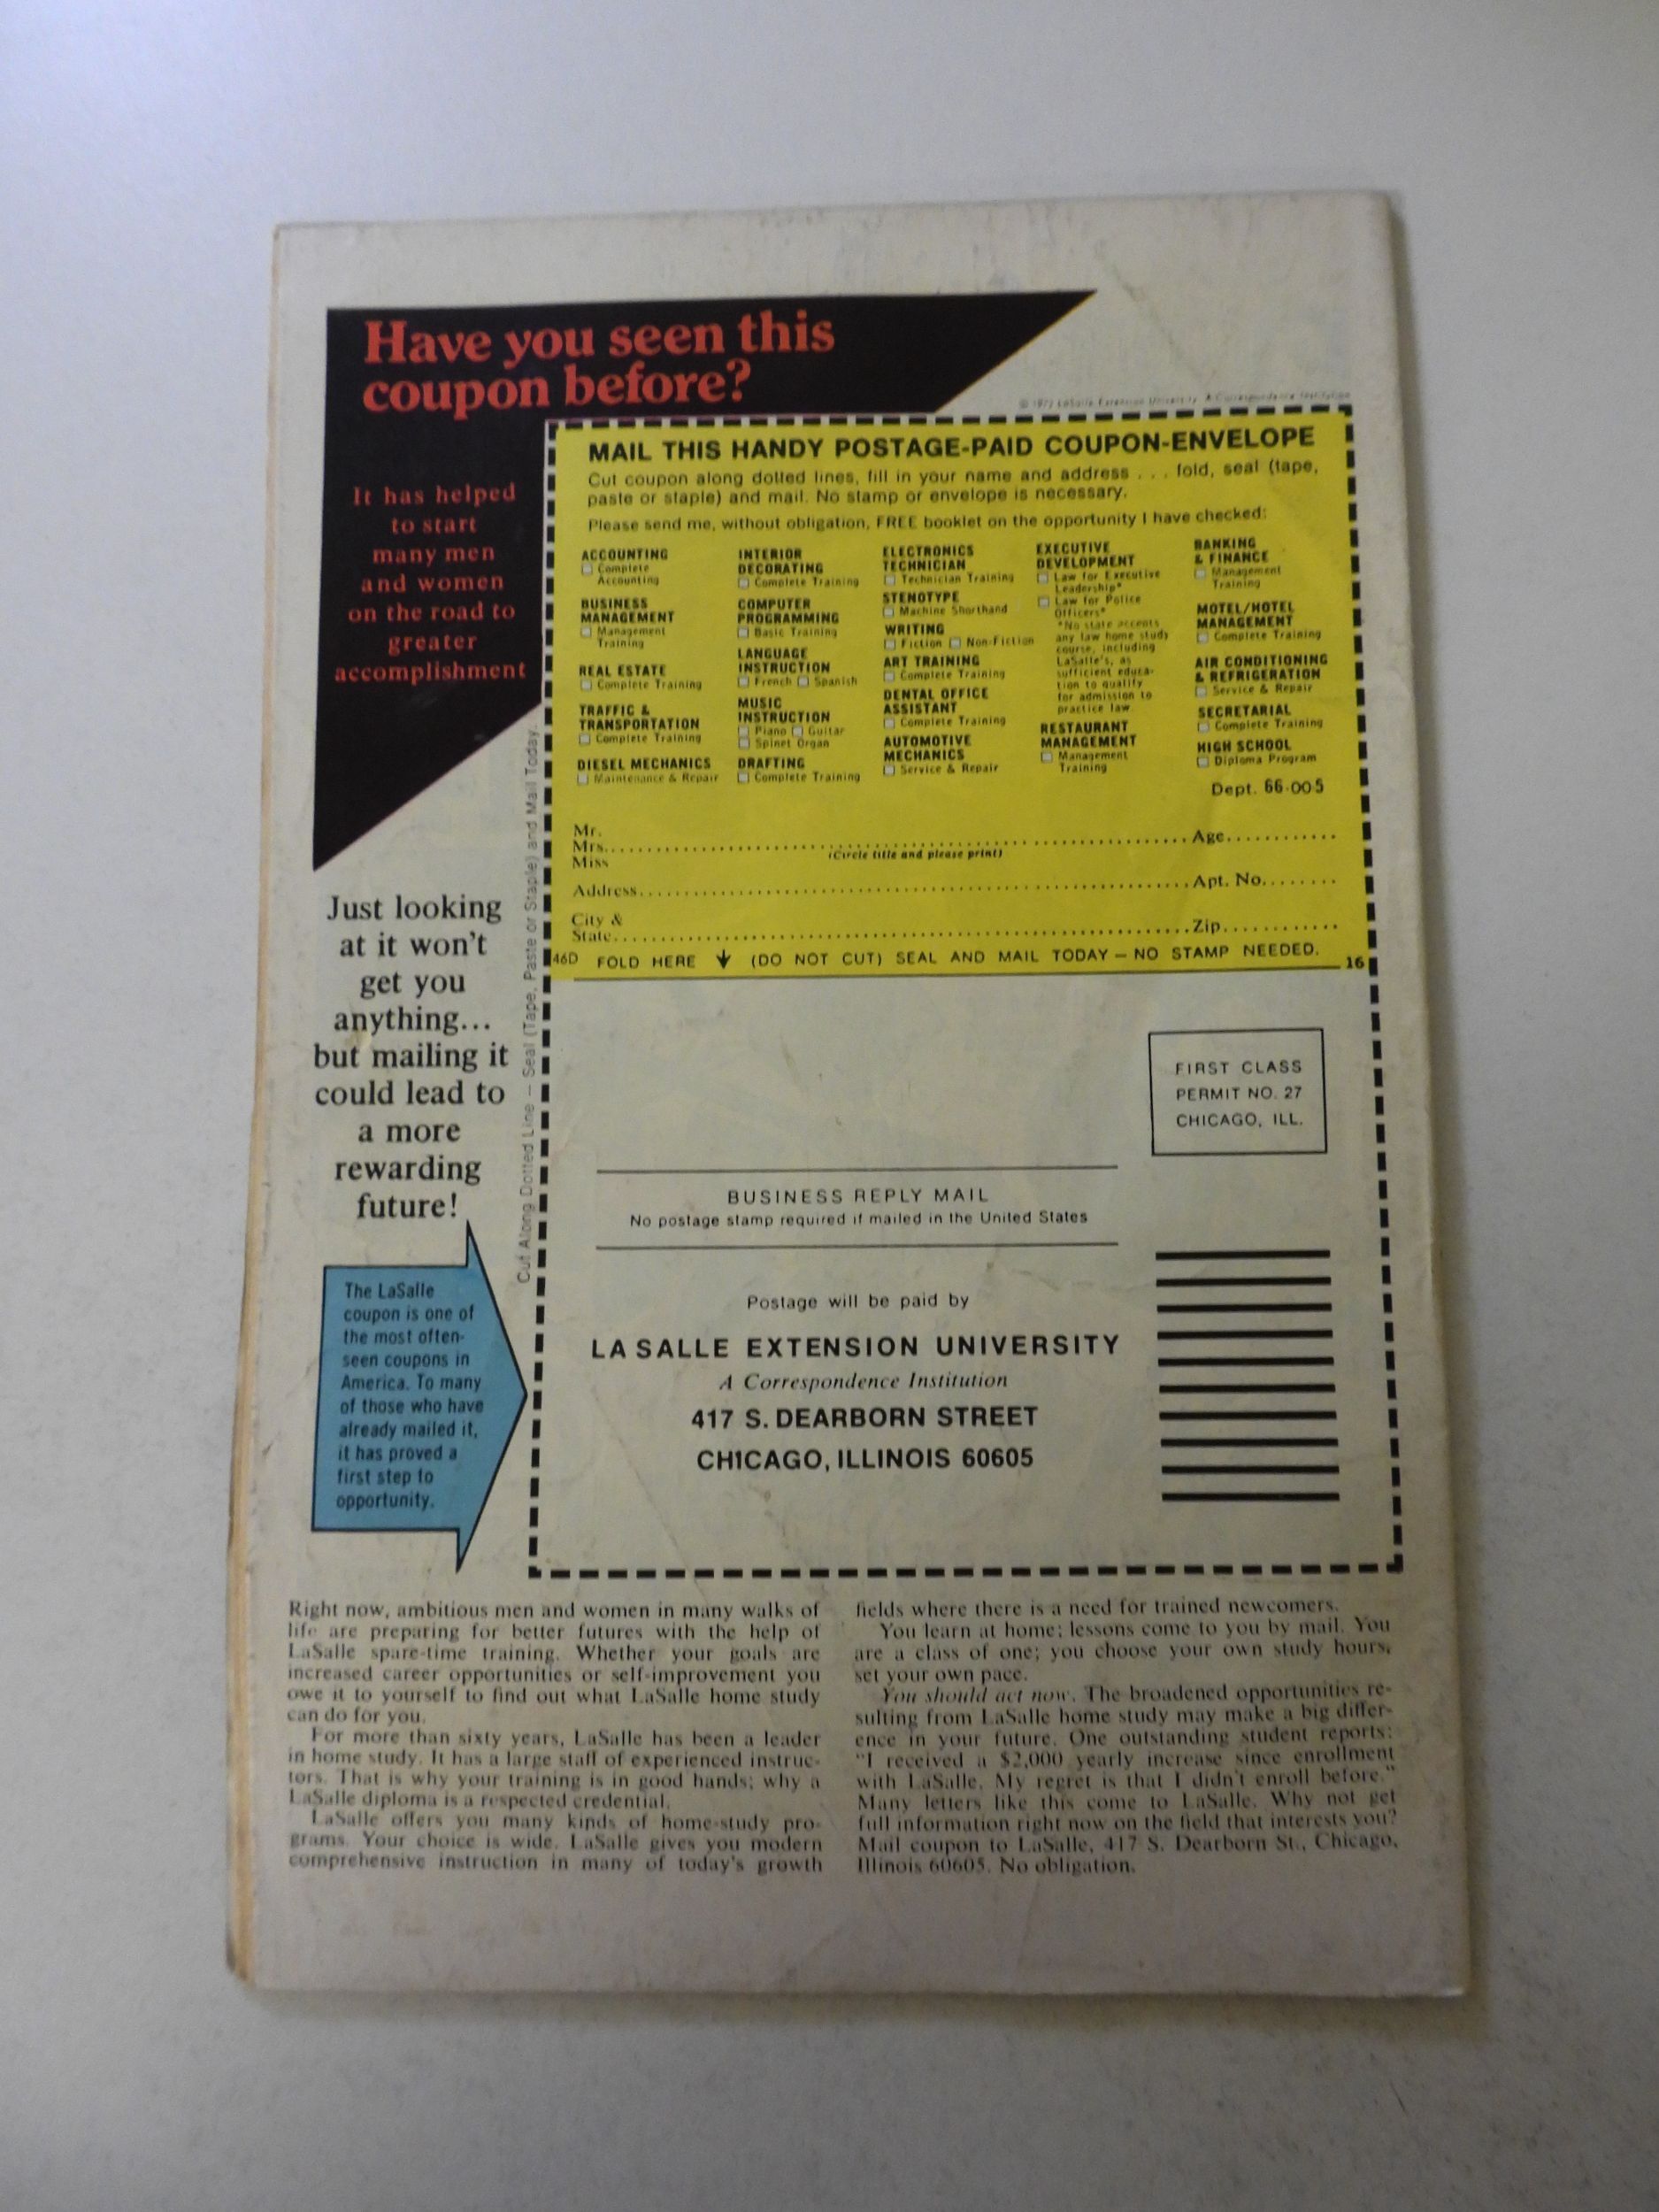 Have you seen this
coupon before?
It has helped
to start
many men
and women
on the road to
greater
accomplishment
Just looking
at it won't
get you
anything...
but mailing it
could lead to
a more
rewarding
future!
The LaSalle
coupon is one of
the most often-
seen coupons in
America. To many
of those who have
already mailed it,
it has proved a
first step to
opportunity.
Cut Along Dotted Line – Seal (Tape, Paste or Staple) and Mail Today.
LaSalle Extension University A Correspondence Institution
MAIL THIS HANDY POSTAGE-PAID COUPON-ENVELOPE
Cut coupon along dotted lines, fill in your name and address . . . fold, seal (tape,
paste or staple) and mail. No stamp or envelope is necessary.
Please send me, without obligation, FREE booklet on the opportunity I have checked:
ACCOUNTING
Complete
Accounting
BUSINESS
MANAGEMENT
Management
Training
REAL ESTATE
Complete Training
TRAFFIC &
TRANSPORTATION
Complete Training
DIESEL MECHANICS
Maintenance & Repair
INTERIOR
DECORATING
Complete Training
COMPUTER
PROGRAMMING
Basic Training
LANGUAGE
INSTRUCTION
French Spanish
MUSIC
INSTRUCTION
Piano Guitar
Spinet Organ
DRAFTING
Complete Training
ELECTRONICS
TECHNICIAN
Technician Training
STENOTYPE
Machine Shorthand
WRITING
Fiction Non-Fiction
ART TRAINING
Complete Training
DENTAL OFFICE
ASSISTANT
Complete Training
AUTOMOTIVE
MECHANICS
Service & Repair
EXECUTIVE
DEVELOPMENT
Law for Executive
Leadership*
Law for Police
Officers*
*No state accepts
any law home study
course, including
LaSalle's, as
sufficient educa-
tion to qualify
for admission to
practice law.
RESTAURANT
MANAGEMENT
Management
Training
BANKING
& FINANCE
Management
Training
MOTEL/HOTEL
MANAGEMENT
Complete Training
AIR CONDITIONING
& REFRIGERATION
Service & Repair
SECRETARIAL
Complete Training
HIGH SCHOOL
Diploma Program
Dept. 66-005
Mr.
Mrs. Age
Miss (Circle title and please print)
Address Apt. No.
City &
State Zip
46D FOLD HERE ↓ (DO NOT CUT) SEAL AND MAIL TODAY – NO STAMP NEEDED. 16
FIRST CLASS
PERMIT NO. 27
CHICAGO, ILL.
BUSINESS REPLY MAIL
No postage stamp required if mailed in the United States
Postage will be paid by
LA SALLE EXTENSION UNIVERSITY
A Correspondence Institution
417 S. DEARBORN STREET
CHICAGO, ILLINOIS 60605
Right now, ambitious men and women in many walks of
life are preparing for better futures with the help of
LaSalle spare-time training. Whether your goals are
increased career opportunities or self-improvement you
owe it to yourself to find out what LaSalle home study
can do for you.
For more than sixty years, LaSalle has been a leader
in home study. It has a large staff of experienced instruc-
tors. That is why your training is in good hands; why a
LaSalle diploma is a respected credential.
LaSalle offers you many kinds of home-study pro-
grams. Your choice is wide. LaSalle gives you modern
comprehensive instruction in many of today's growth
fields where there is a need for trained newcomers.
You learn at home; lessons come to you by mail. You
are a class of one; you choose your own study hours,
set your own pace.
You should act now. The broadened opportunities re-
sulting from LaSalle home study may make a big differ-
ence in your future. One outstanding student reports:
"I received a $2,000 yearly increase since enrollment
with LaSalle. My regret is that I didn't enroll before."
Many letters like this come to LaSalle. Why not get
full information right now on the field that interests you?
Mail coupon to LaSalle, 417 S. Dearborn St., Chicago,
Illinois 60605. No obligation.